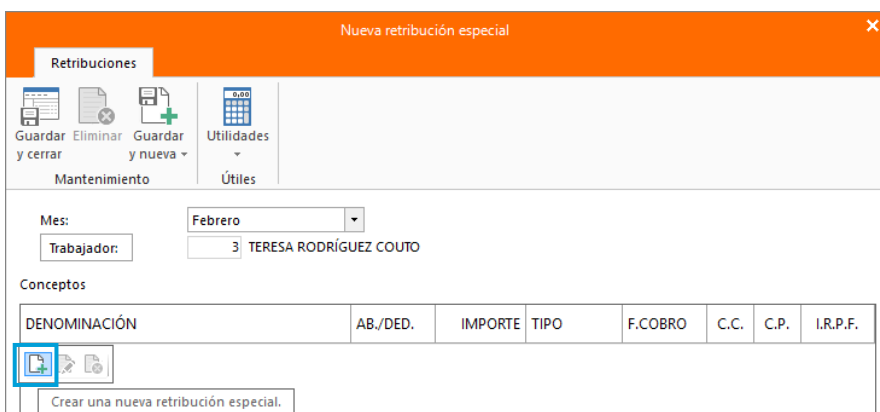 Nueva retribución especial
Retribuciones
0,00
Guardar y cerrar
Eliminar
Guardar y nueva
Utilidades
Mantenimiento
Útiles
Mes:
Febrero
Trabajador:
3 TERESA RODRÍGUEZ COUTO
Conceptos
DENOMINACIÓN AB./DED. IMPORTE TIPO F.COBRO C.C. C.P. I.R.P.F.
Crear una nueva retribución especial.